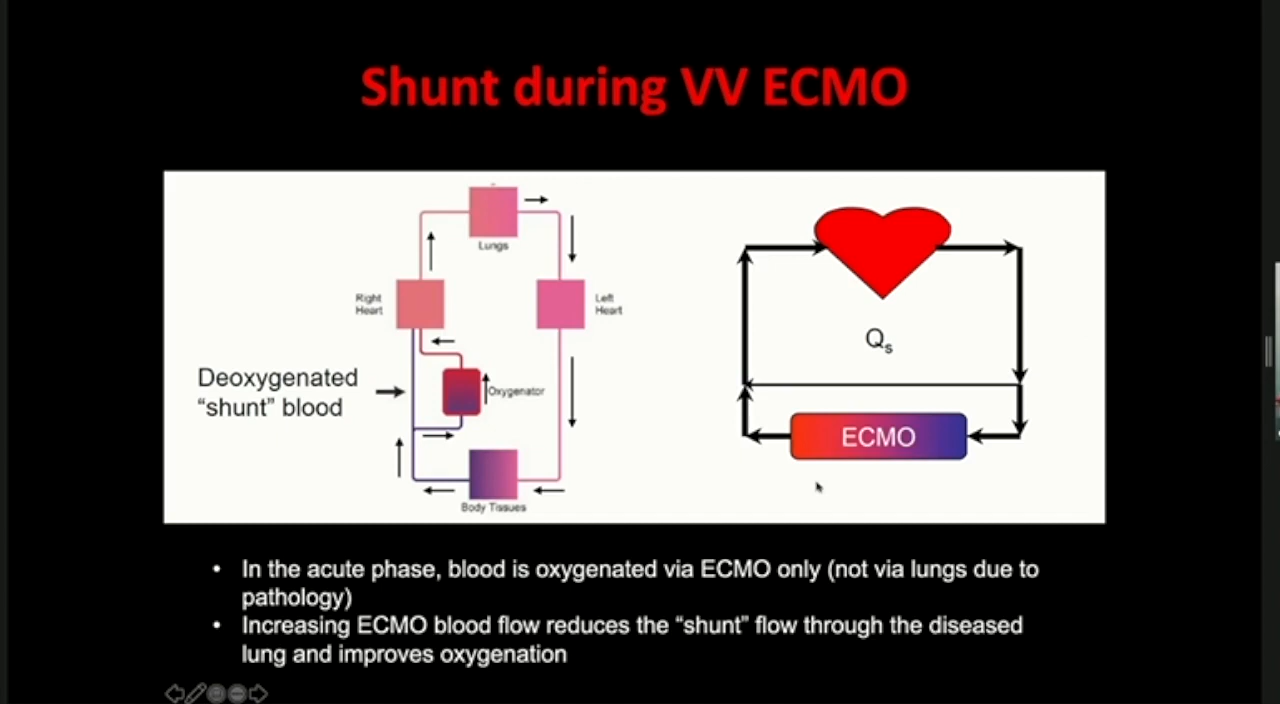 Shunt during VV ECMO
Lungs
Right
Heart
Left
Heart
Deoxygenated
“shunt” blood
Oxygenator
Body Tissues
Qs
ECMO
• In the acute phase, blood is oxygenated via ECMO only (not via lungs due to
pathology)
• Increasing ECMO blood flow reduces the “shunt” flow through the diseased
lung and improves oxygenation